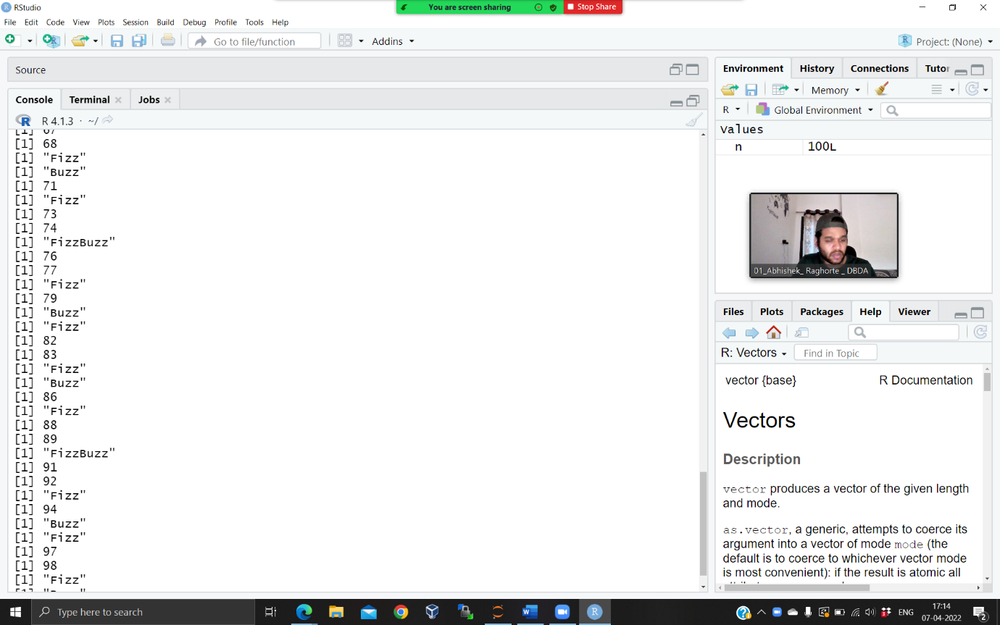 RStudio
You are screen sharing
Stop Share
File Edit Code View Plots Session Build Debug Profile Tools Help
Go to file/function
Addins
Project: (None)
Source
Console Terminal Jobs
R 4.1.3 · ~/
[1] 67
[1] 68
[1] "Fizz"
[1] "Buzz"
[1] 71
[1] "Fizz"
[1] 73
[1] 74
[1] "FizzBuzz"
[1] 76
[1] 77
[1] "Fizz"
[1] 79
[1] "Buzz"
[1] "Fizz"
[1] 82
[1] 83
[1] "Fizz"
[1] "Buzz"
[1] 86
[1] "Fizz"
[1] 88
[1] 89
[1] "FizzBuzz"
[1] 91
[1] 92
[1] "Fizz"
[1] 94
[1] "Buzz"
[1] "Fizz"
[1] 97
[1] 98
[1] "Fizz"
Environment History Connections Tutor
Memory
R Global Environment
Values
n 100L
01_Abhishek_ Raghorte _ DBDA
Files Plots Packages Help Viewer
R: Vectors Find in Topic
vector {base} R Documentation
Vectors
Description
vector produces a vector of the given length
and mode.
as.vector, a generic, attempts to coerce its
argument into a vector of mode mode (the
default is to coerce to whichever vector mode
is most convenient): if the result is atomic all
Type here to search
ENG
17:14
07-04-2022
2